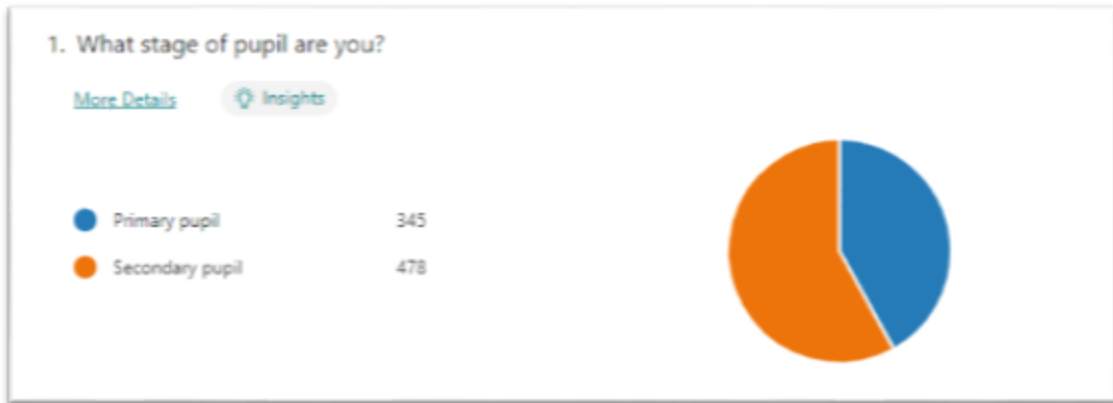 1. What stage of pupil are you?
More Details Insights
Primary pupil 345
Secondary pupil 478